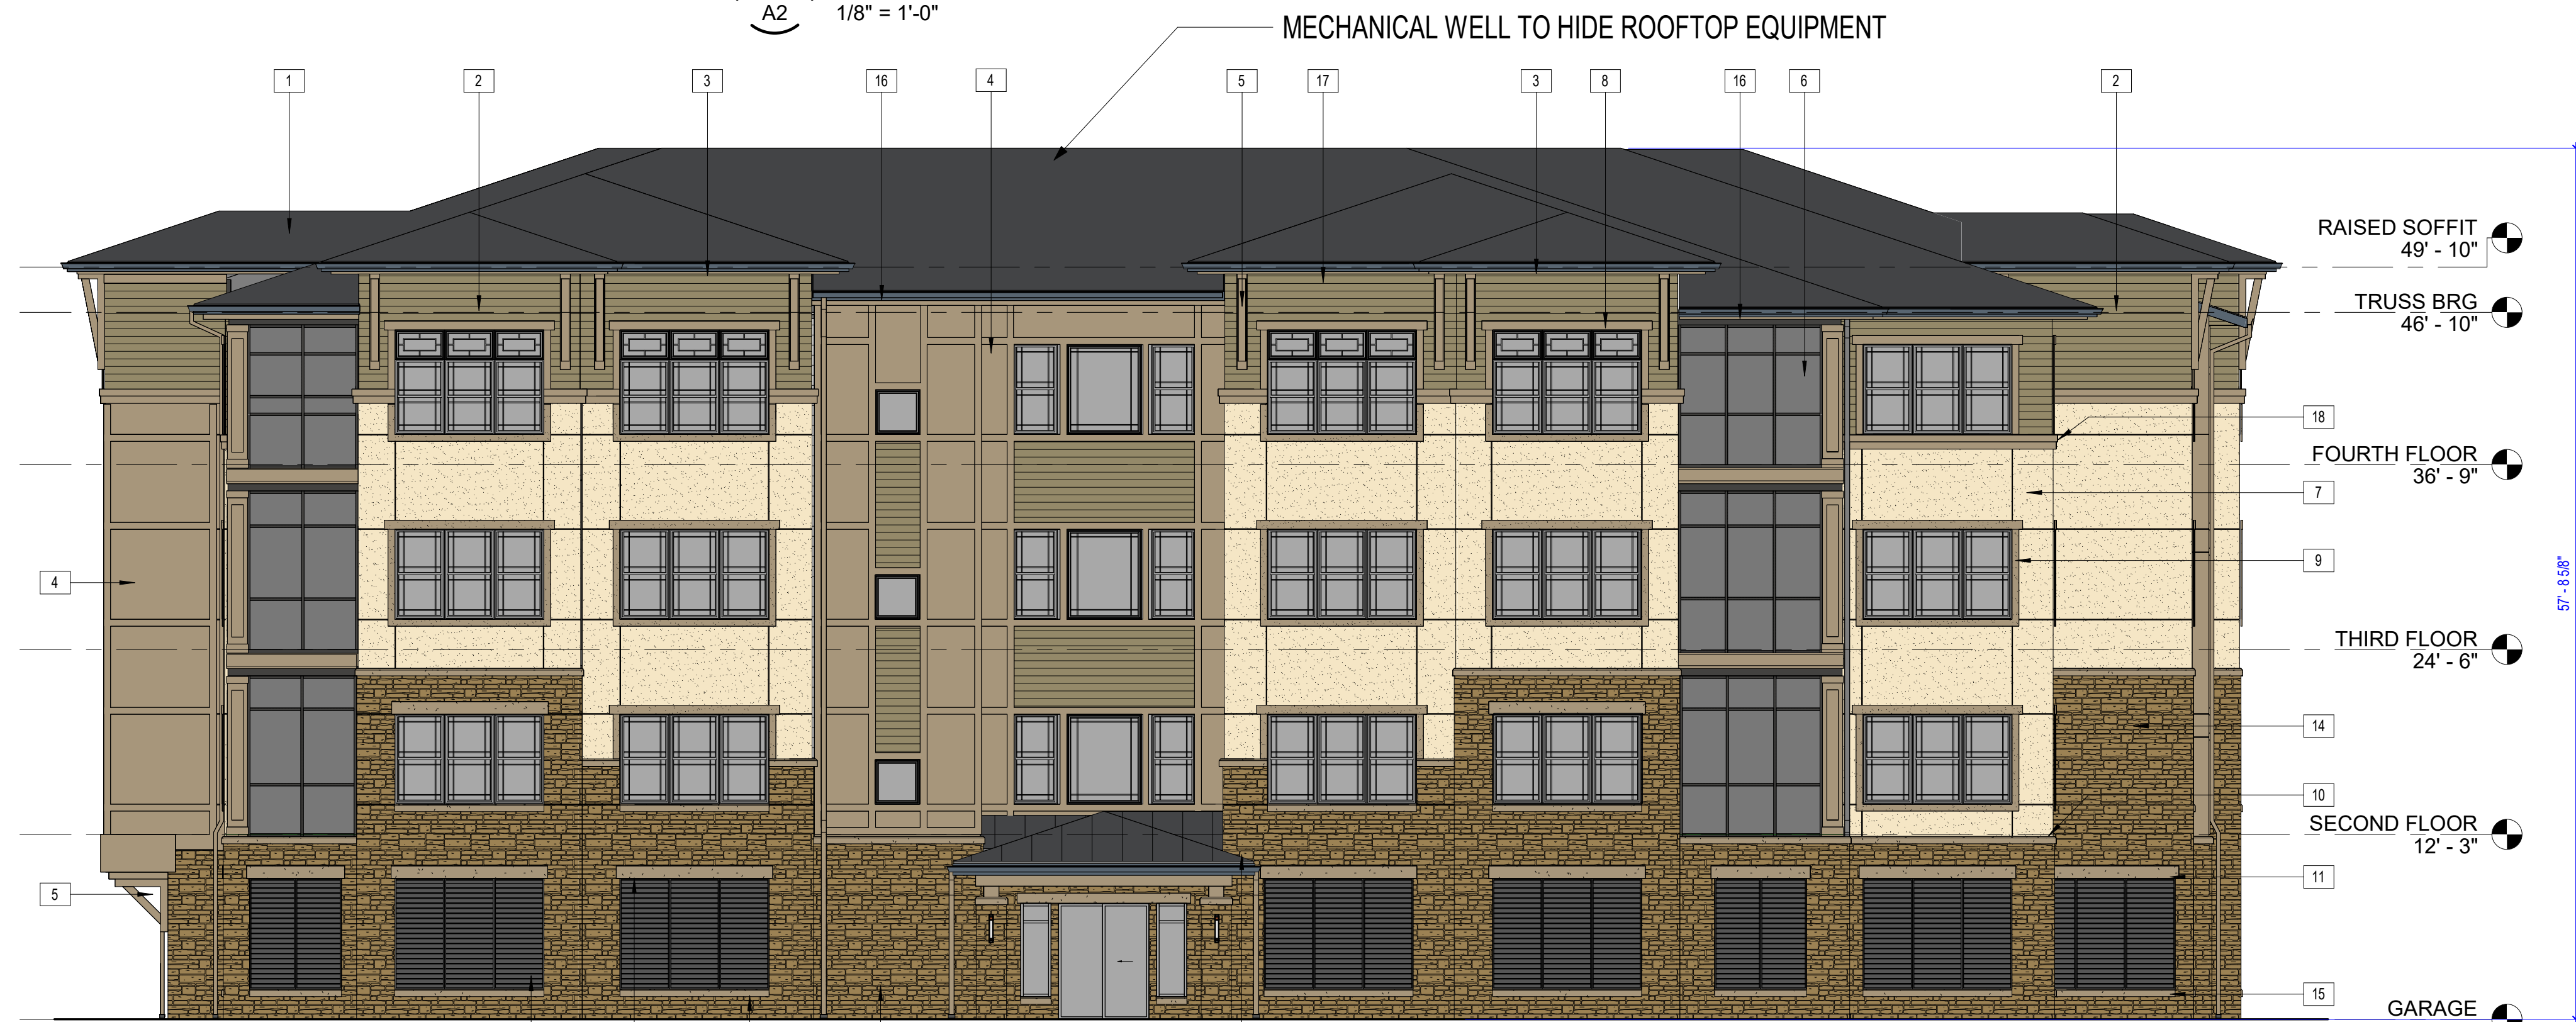 A2 1/8" = 1'-0"
MECHANICAL WELL TO HIDE ROOFTOP EQUIPMENT
1 2 3 16 4 5 17 3 8 16 6 2
RAISED SOFFIT
49' - 10"
TRUSS BRG
46' - 10"
18
FOURTH FLOOR
36' - 9"
7
9
4
57' - 8 5/8"
THIRD FLOOR
24' - 6"
14
10
SECOND FLOOR
12' - 3"
11
5
15
GARAGE